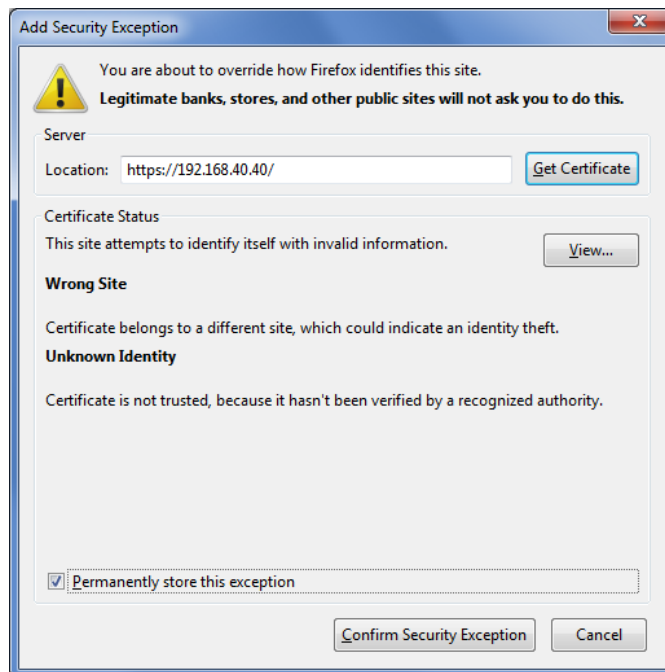 Add Security Exception
You are about to override how Firefox identifies this site.
Legitimate banks, stores, and other public sites will not ask you to do this.
Server
Location: https://192.168.40.40/ Get Certificate
Certificate Status
This site attempts to identify itself with invalid information. View...
Wrong Site
Certificate belongs to a different site, which could indicate an identity theft.
Unknown Identity
Certificate is not trusted, because it hasn't been verified by a recognized authority.
Permanently store this exception
Confirm Security Exception Cancel